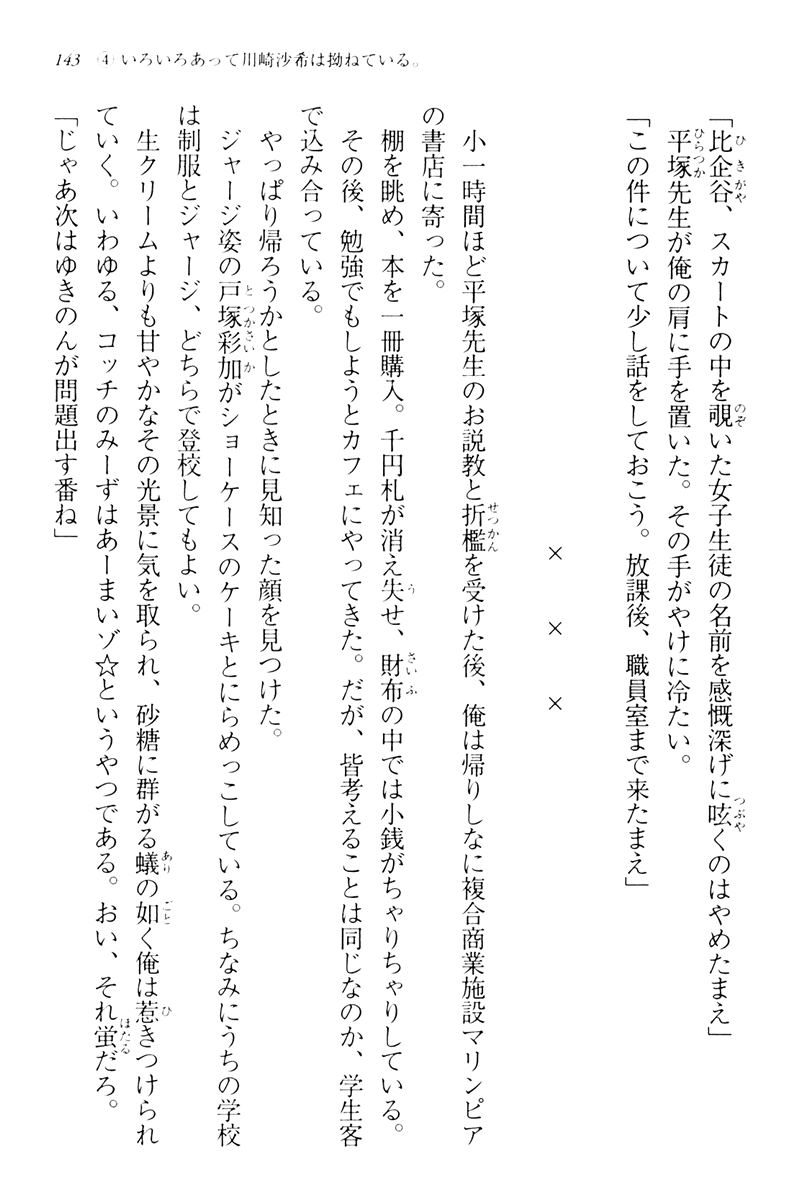 143　④いろいろあって川崎沙希は拗ねている。
「比企谷、スカートの中を覗いた女子生徒の名前を感慨深げに呟くのはやめたまえ」
平塚先生が俺の肩に手を置いた。その手がやけに冷たい。
「この件について少し話をしておこう。放課後、職員室まで来たまえ」
×　×　×
小一時間ほど平塚先生のお説教と折檻を受けた後、俺は帰りしなに複合商業施設マリンピア
の書店に寄った。
棚を眺め、本を一冊購入。千円札が消え失せ、財布の中では小銭がちゃりちゃりしている。
その後、勉強でもしようとカフェにやってきた。だが、皆考えることは同じなのか、学生客
で込み合っている。
やっぱり帰ろうかとしたときに見知った顔を見つけた。
ジャージ姿の戸塚彩加がショーケースのケーキとにらめっこしている。ちなみにうちの学校
は制服とジャージ、どちらで登校してもよい。
生クリームよりも甘やかなその光景に気を取られ、砂糖に群がる蟻の如く俺は惹きつけられ
ていく。いわゆる、コッチのみーずはあーまいゾ☆というやつである。おい、それ蛍だろ。
「じゃあ次はゆきのんが問題出す番ね」